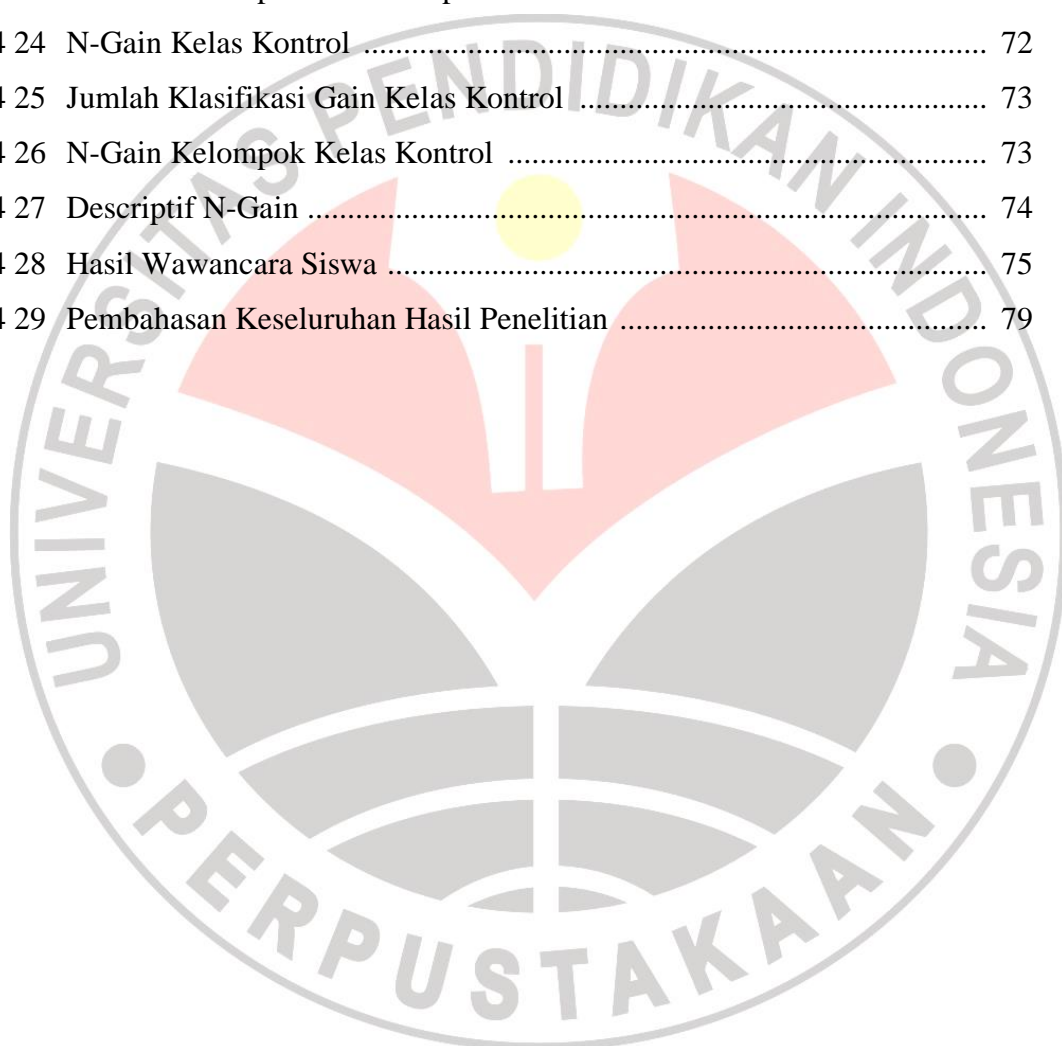 4 24 N-Gain Kelas Kontrol ........................................................................................ 72
4 25 Jumlah Klasifikasi Gain Kelas Kontrol .......................................................... 73
4 26 N-Gain Kelompok Kelas Kontrol .................................................................... 73
4 27 Descriptif N-Gain ................................................................................................ 74
4 28 Hasil Wawancara Siswa ..................................................................................... 75
4 29 Pembahasan Keseluruhan Hasil Penelitian .................................................... 79
UNIVERSITAS PENDIDIKAN INDONESIA
PERPUSTAKAAN